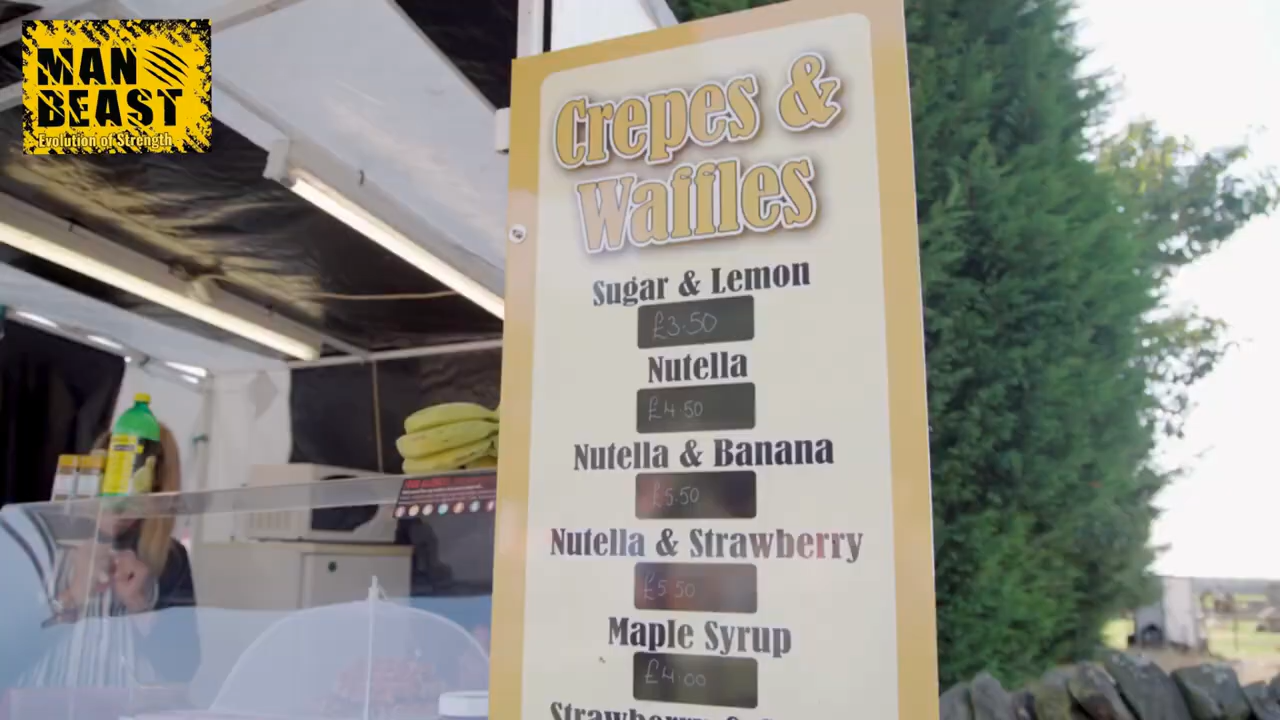 MAN
BEAST
Evolution of Strength
Crepes &
Waffles
Sugar & Lemon
£3.50
Nutella
£4.50
Nutella & Banana
£5.50
Nutella & Strawberry
£5.50
Maple Syrup
£4.00
Strawberry &